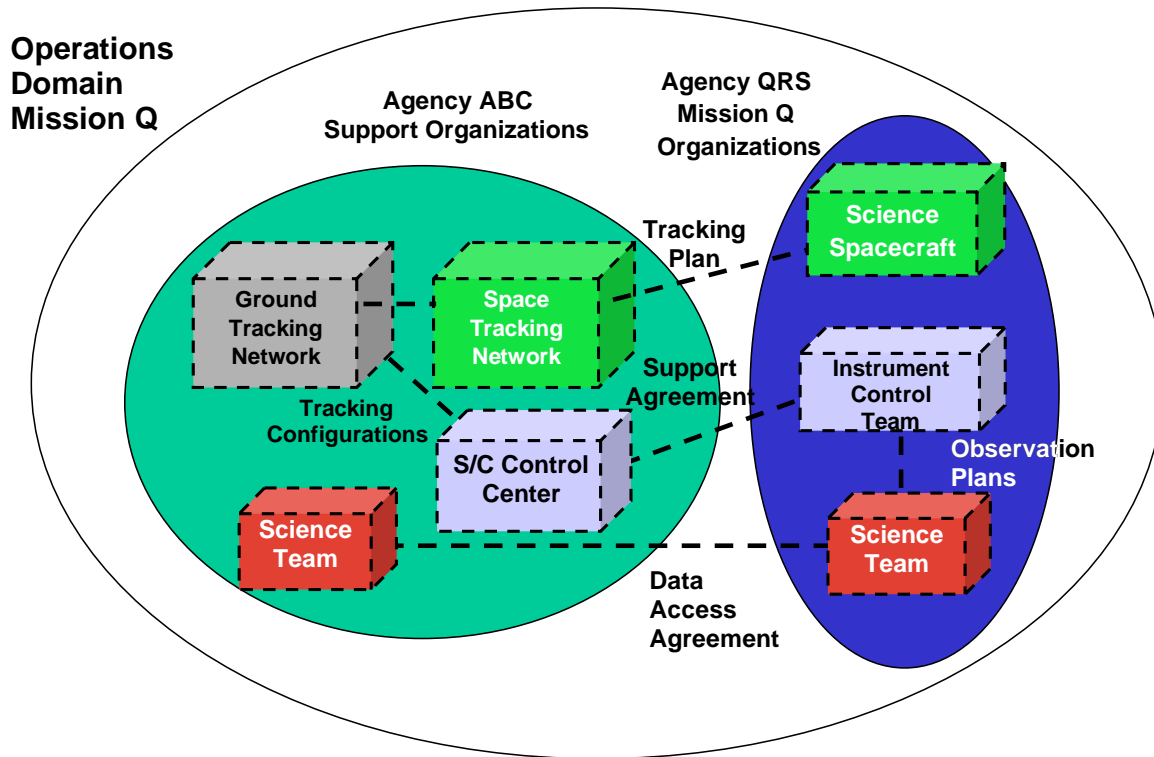 Operations
Domain
Mission Q
Agency ABC
Support Organizations
Agency QRS
Mission Q
Organizations
Science
Spacecraft
Tracking
Plan
Ground
Tracking
Network
Space
Tracking
Network
Support
Agreement
Instrument
Control
Team
Tracking
Configurations
S/C Control
Center
Observation
Plans
Science
Team
Science
Team
Data
Access
Agreement